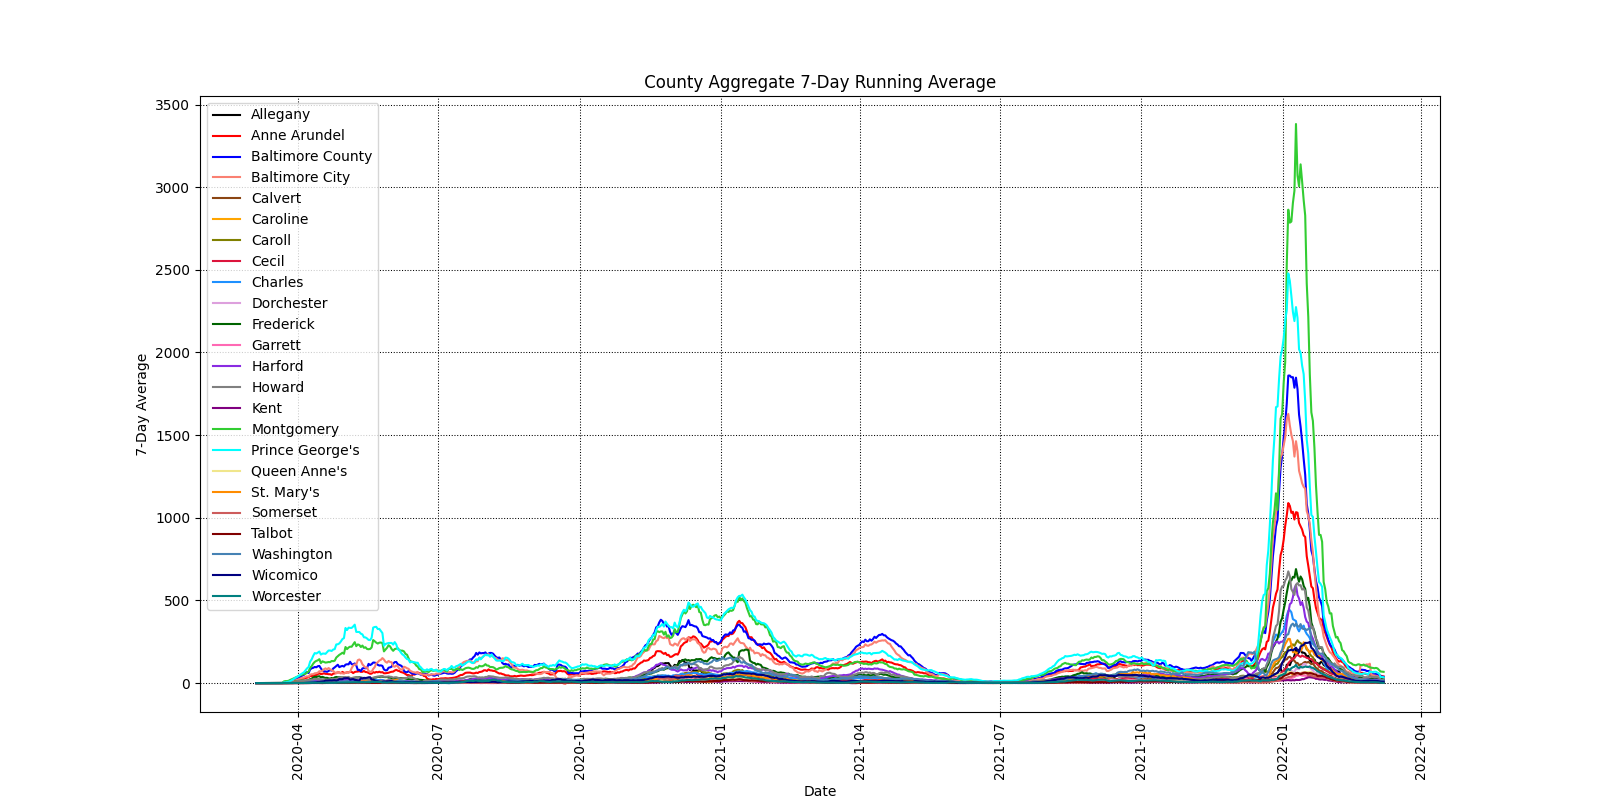 County Aggregate 7-Day Running Average
3500
3000
2500
2000
1500
1000
500
0
7-Day Average
Allegany
Anne Arundel
Baltimore County
Baltimore City
Calvert
Caroline
Caroll
Cecil
Charles
Dorchester
Frederick
Garrett
Harford
Howard
Kent
Montgomery
Prince George's
Queen Anne's
St. Mary's
Somerset
Talbot
Washington
Wicomico
Worcester
2020-04
2020-07
2020-10
2021-01
2021-04
2021-07
2021-10
2022-01
2022-04
Date